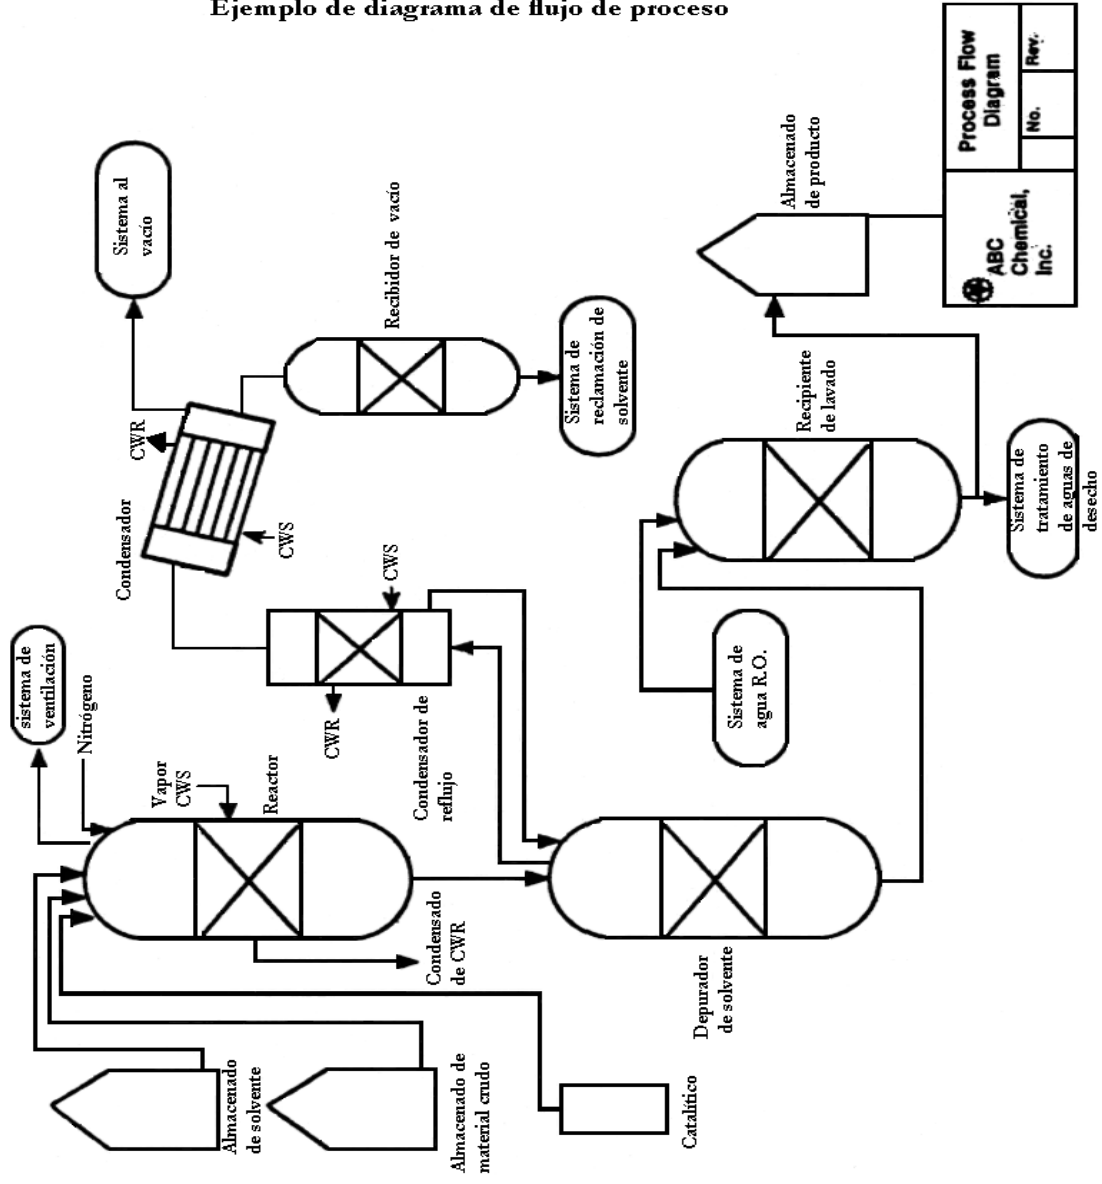 Ejemplo de diagrama de flujo de proceso
sistema de
ventilación
Nitrógeno
Vapor
CWS
Reactor
Condensado
de CWR
Almacenado
de solvente
Almacenado de
material crudo
Catalítico
Condensador
CWR
CWS
Sistema al
vacío
Recibidor de vacío
Sistema de
reclamación de
solvente
CWS
CWR
Condensador de
reflujo
Depurador
de solvente
Sistema de
agua R.O.
Recipiente
de lavado
Sistema de
tratamiento
de aguas de
desecho
Almacenado
de producto
ABC
Chemical,
Inc.
Process Flow
Diagram
No.
Rev.